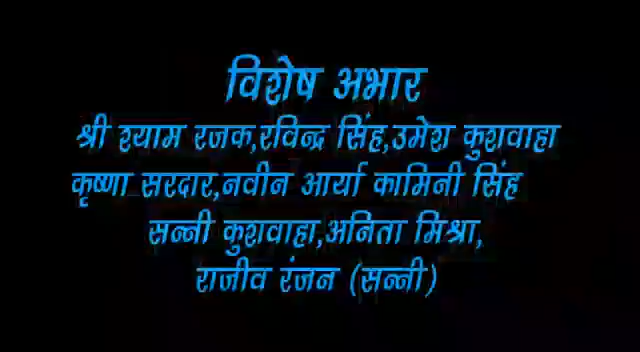 विशेष अभार
श्री श्याम रजक,रविन्द्र सिंह,उमेश कुशवाहा
कृष्णा सरदार,नवीन आर्या कामिनी सिंह
सन्नी कुशवाहा,अनिता मिश्रा,
राजीव रंजन (सन्नी)